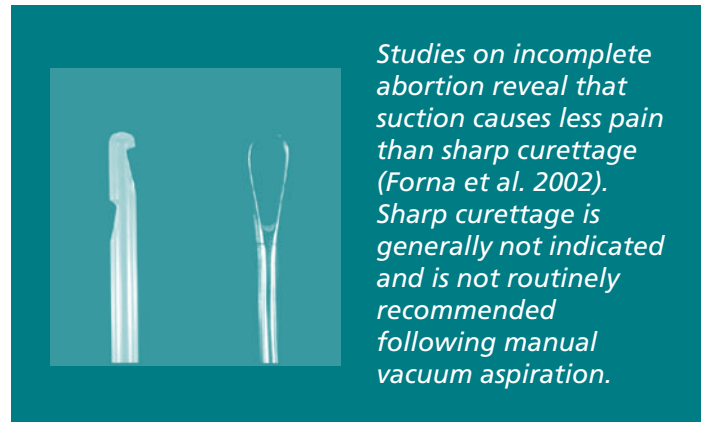 Studies on incomplete
abortion reveal that
suction causes less pain
than sharp curettage
(Forna et al. 2002).
Sharp curettage is
generally not indicated
and is not routinely
recommended
following manual
vacuum aspiration.